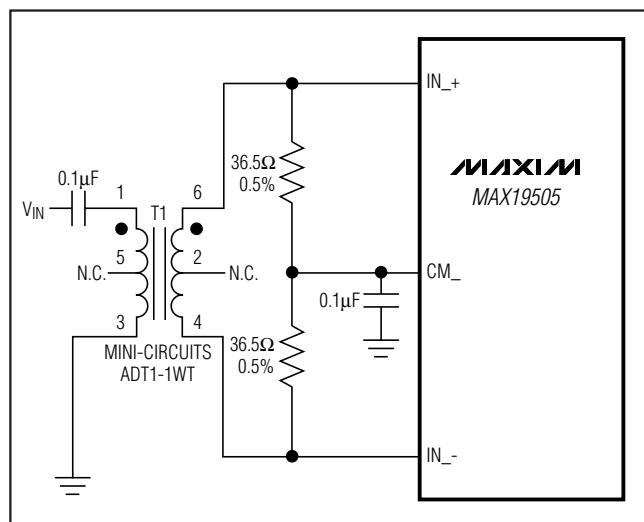 IN_+
36.5Ω
0.5%
MAXIM
MAX19505
0.1µF
1
6
VIN
T1
5
2
N.C.
N.C.
CM_
0.1µF
3
4
36.5Ω
0.5%
MINI-CIRCUITS
ADT1-1WT
IN_-